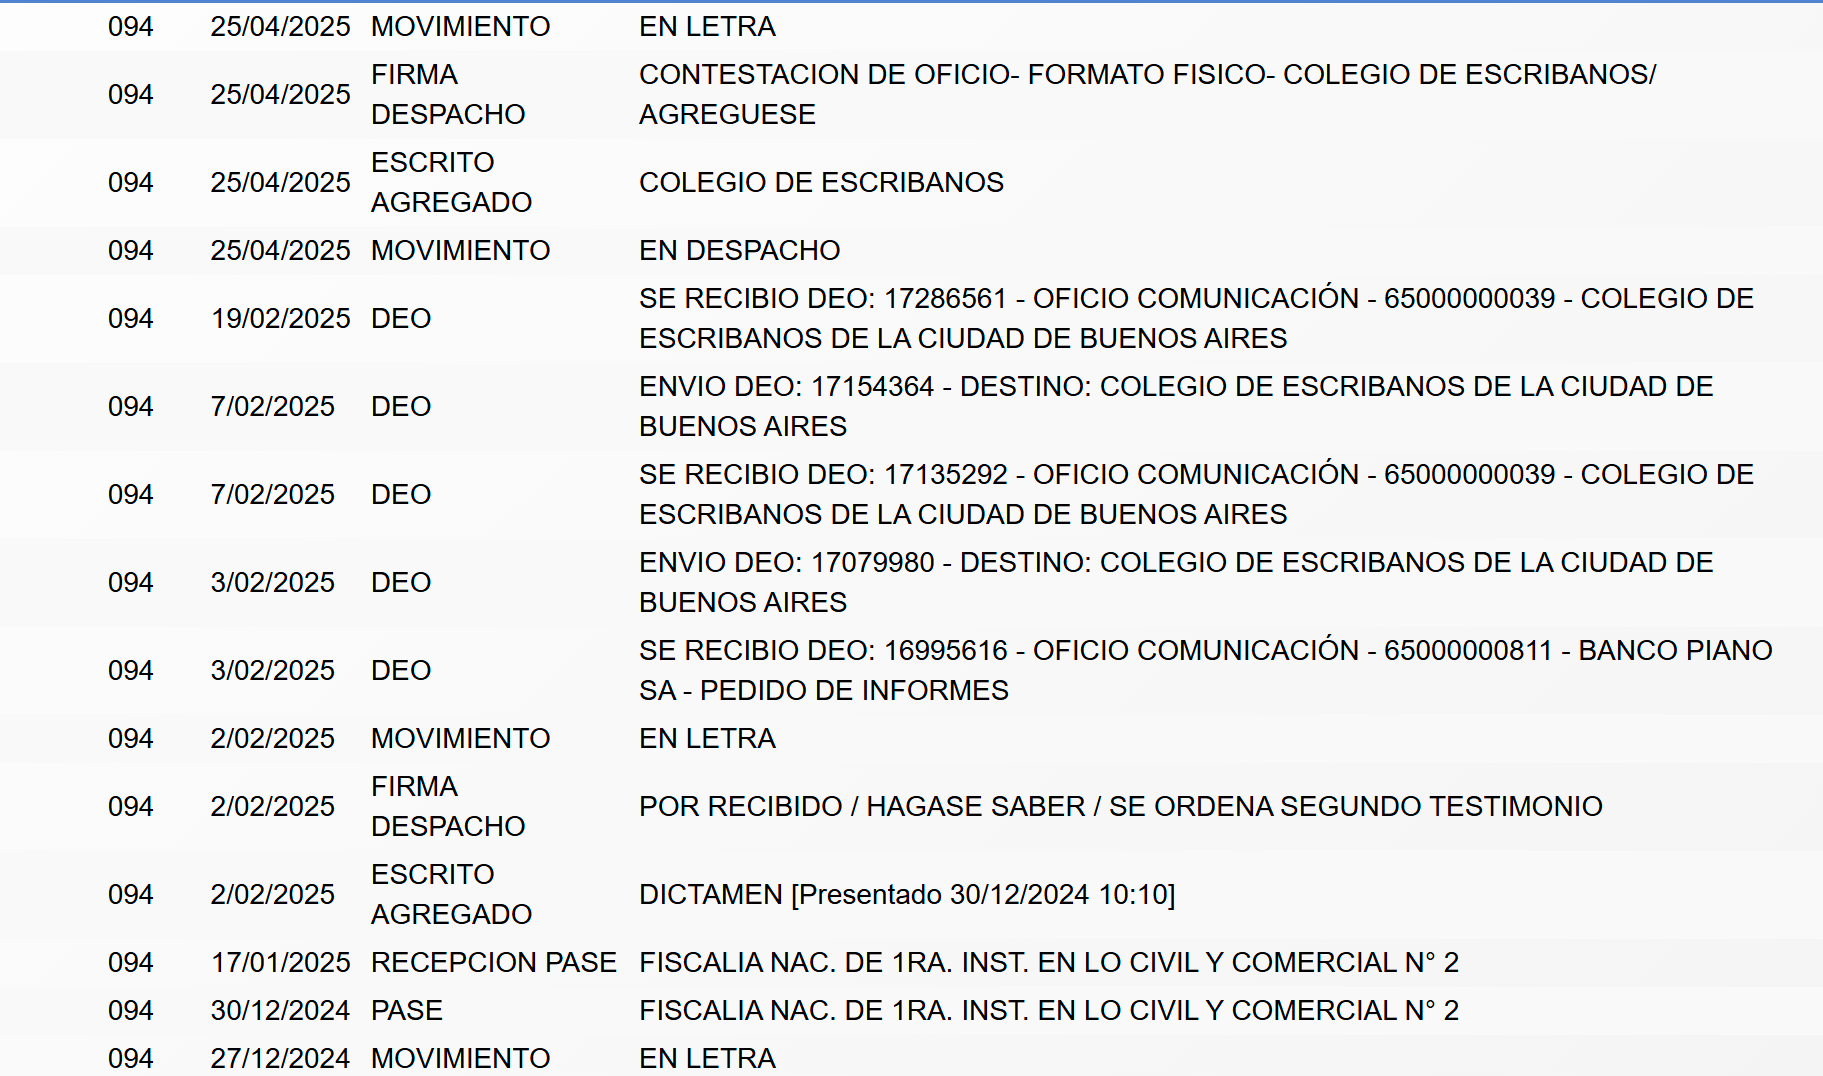 094 25/04/2025 MOVIMIENTO EN LETRA
094 25/04/2025 FIRMA DESPACHO CONTESTACION DE OFICIO- FORMATO FISICO- COLEGIO DE ESCRIBANOS/
AGREGUESE
094 25/04/2025 ESCRITO AGREGADO COLEGIO DE ESCRIBANOS
094 25/04/2025 MOVIMIENTO EN DESPACHO
094 19/02/2025 DEO SE RECIBIO DEO: 17286561 - OFICIO COMUNICACIÓN - 65000000039 - COLEGIO DE
ESCRIBANOS DE LA CIUDAD DE BUENOS AIRES
094 7/02/2025 DEO ENVIO DEO: 17154364 - DESTINO: COLEGIO DE ESCRIBANOS DE LA CIUDAD DE
BUENOS AIRES
094 7/02/2025 DEO SE RECIBIO DEO: 17135292 - OFICIO COMUNICACIÓN - 65000000039 - COLEGIO DE
ESCRIBANOS DE LA CIUDAD DE BUENOS AIRES
094 3/02/2025 DEO ENVIO DEO: 17079980 - DESTINO: COLEGIO DE ESCRIBANOS DE LA CIUDAD DE
BUENOS AIRES
094 3/02/2025 DEO SE RECIBIO DEO: 16995616 - OFICIO COMUNICACIÓN - 65000000811 - BANCO PIANO
SA - PEDIDO DE INFORMES
094 2/02/2025 MOVIMIENTO EN LETRA
094 2/02/2025 FIRMA DESPACHO POR RECIBIDO / HAGASE SABER / SE ORDENA SEGUNDO TESTIMONIO
094 2/02/2025 ESCRITO AGREGADO DICTAMEN [Presentado 30/12/2024 10:10]
094 17/01/2025 RECEPCION PASE FISCALIA NAC. DE 1RA. INST. EN LO CIVIL Y COMERCIAL N° 2
094 30/12/2024 PASE FISCALIA NAC. DE 1RA. INST. EN LO CIVIL Y COMERCIAL N° 2
094 27/12/2024 MOVIMIENTO EN LETRA